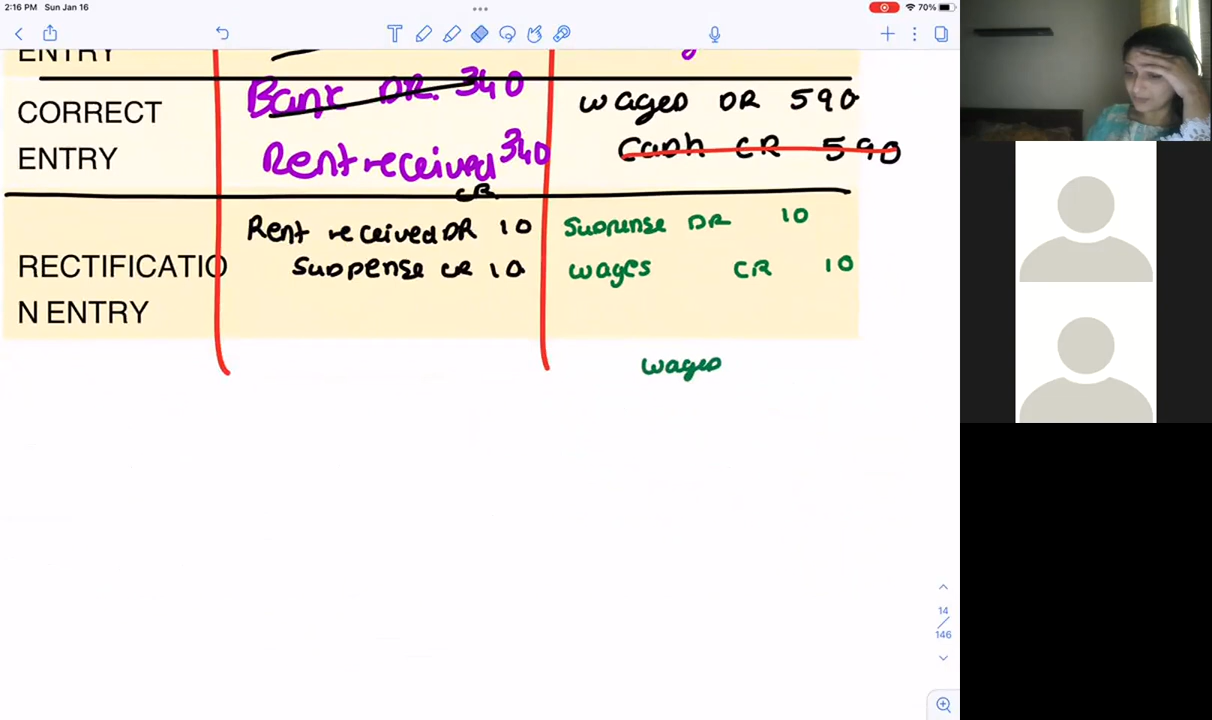 2:16 PM Sun Jan 16
70%
ENTRY
CORRECT
ENTRY
Bank DR. 340
Rent received 340
CR
wages DR 590
Cash CR 590
RECTIFICATIO
N ENTRY
Rent received DR 10
Suspense CR 10
Suspense DR 10
wages CR 10
wages
14
146